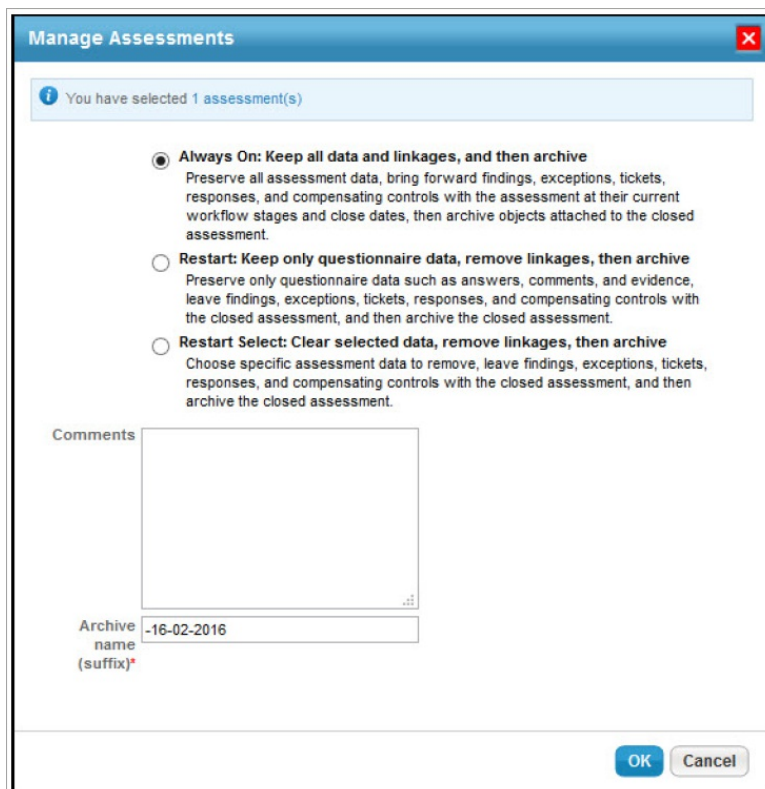 Manage Assessments
You have selected 1 assessment(s)
Always On: Keep all data and linkages, and then archive
Preserve all assessment data, bring forward findings, exceptions, tickets,
responses, and compensating controls with the assessment at their current
workflow stages and close dates, then archive objects attached to the closed
assessment.
Restart: Keep only questionnaire data, remove linkages, then archive
Preserve only questionnaire data such as answers, comments, and evidence,
leave findings, exceptions, tickets, responses, and compensating controls with
the closed assessment, and then archive the closed assessment.
Restart Select: Clear selected data, remove linkages, then archive
Choose specific assessment data to remove, leave findings, exceptions, tickets,
responses, and compensating controls with the closed assessment, and then
archive the closed assessment.
Comments
Archive -16-02-2016
name
(suffix)*
OK Cancel